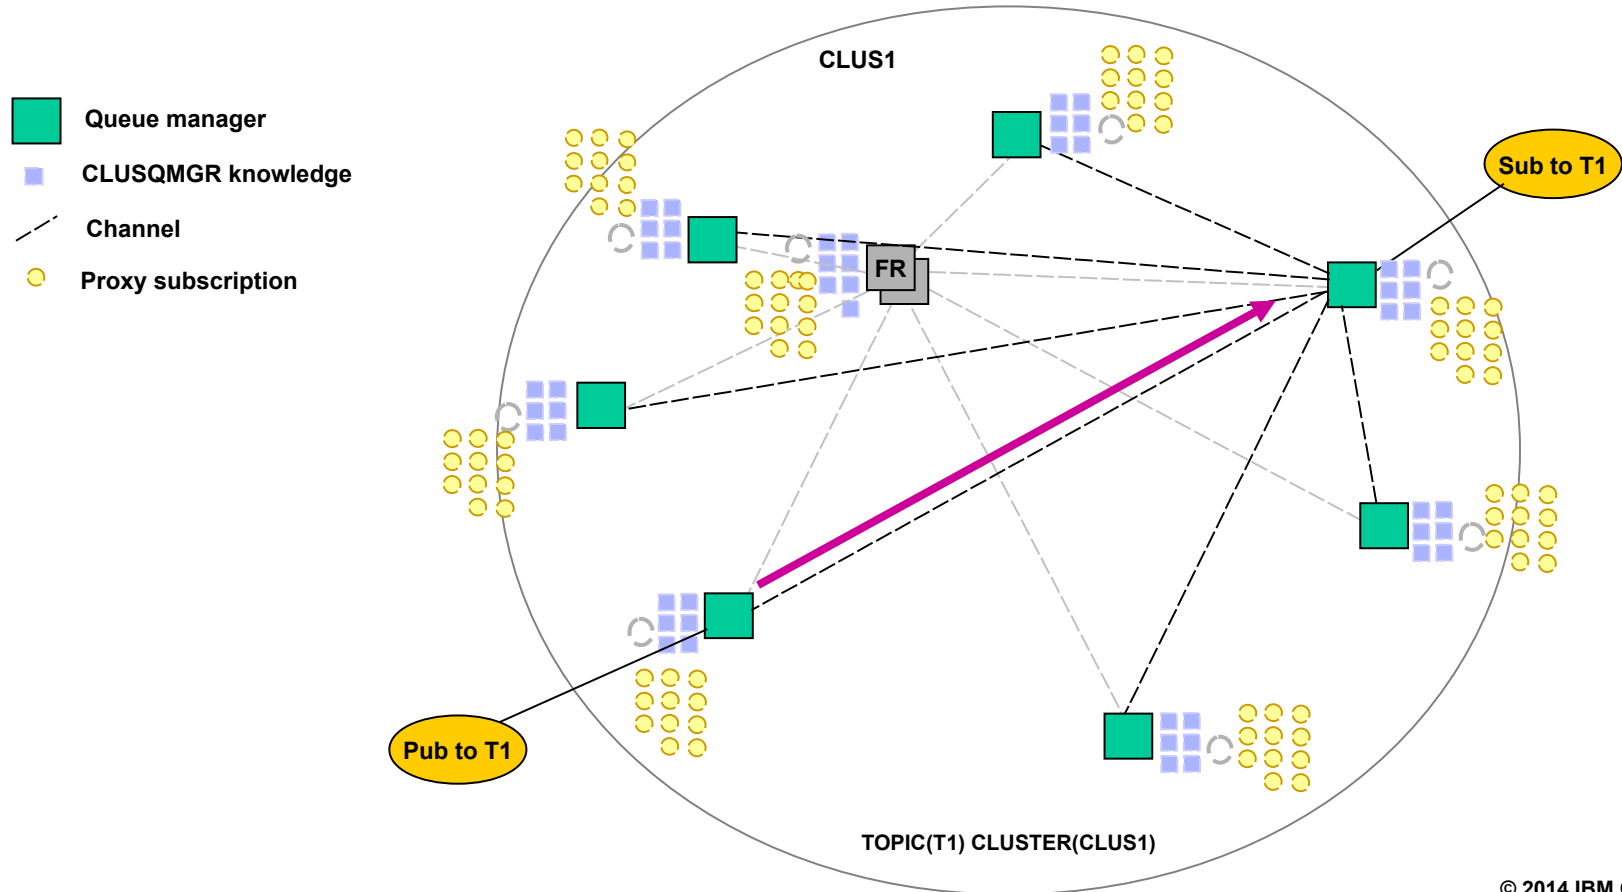 CLUS1
Queue manager
CLUSQMGR knowledge
Channel
Proxy subscription
Sub to T1
FR
Pub to T1
TOPIC(T1) CLUSTER(CLUS1)
© 2014 IBM